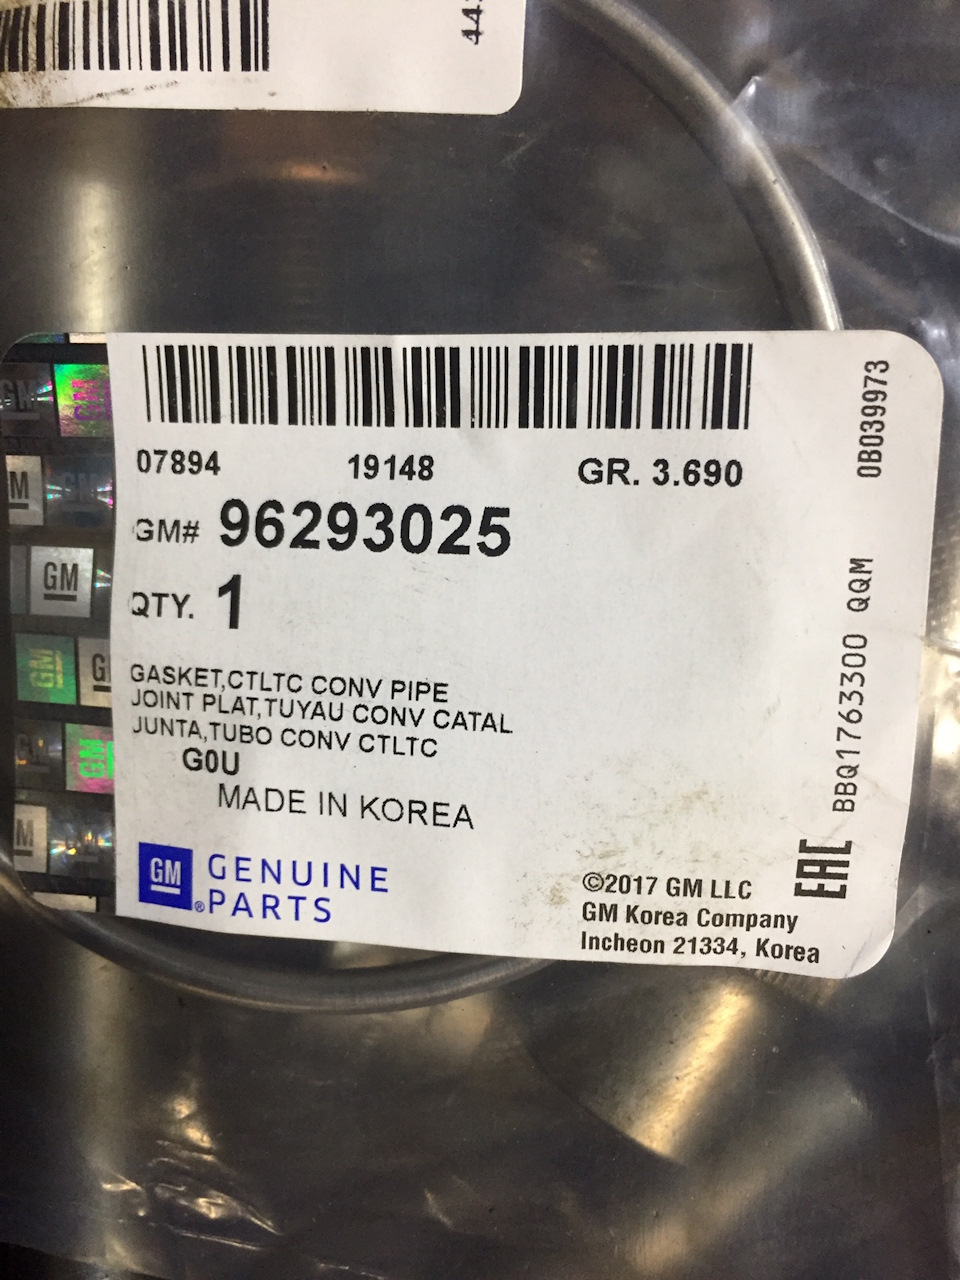 07894 19148 GR. 3.690
GM# 96293025
QTY. 1
GASKET,CTLTC CONV PIPE
JOINT PLAT,TUYAU CONV CATAL
JUNTA,TUBO CONV CTLTC
G0U
MADE IN KOREA
GM GENUINE
®PARTS
©2017 GM LLC
GM Korea Company
Incheon 21334, Korea
EAC
BBQ1763300 QQM
0B039973
GM
GM
GM
GM